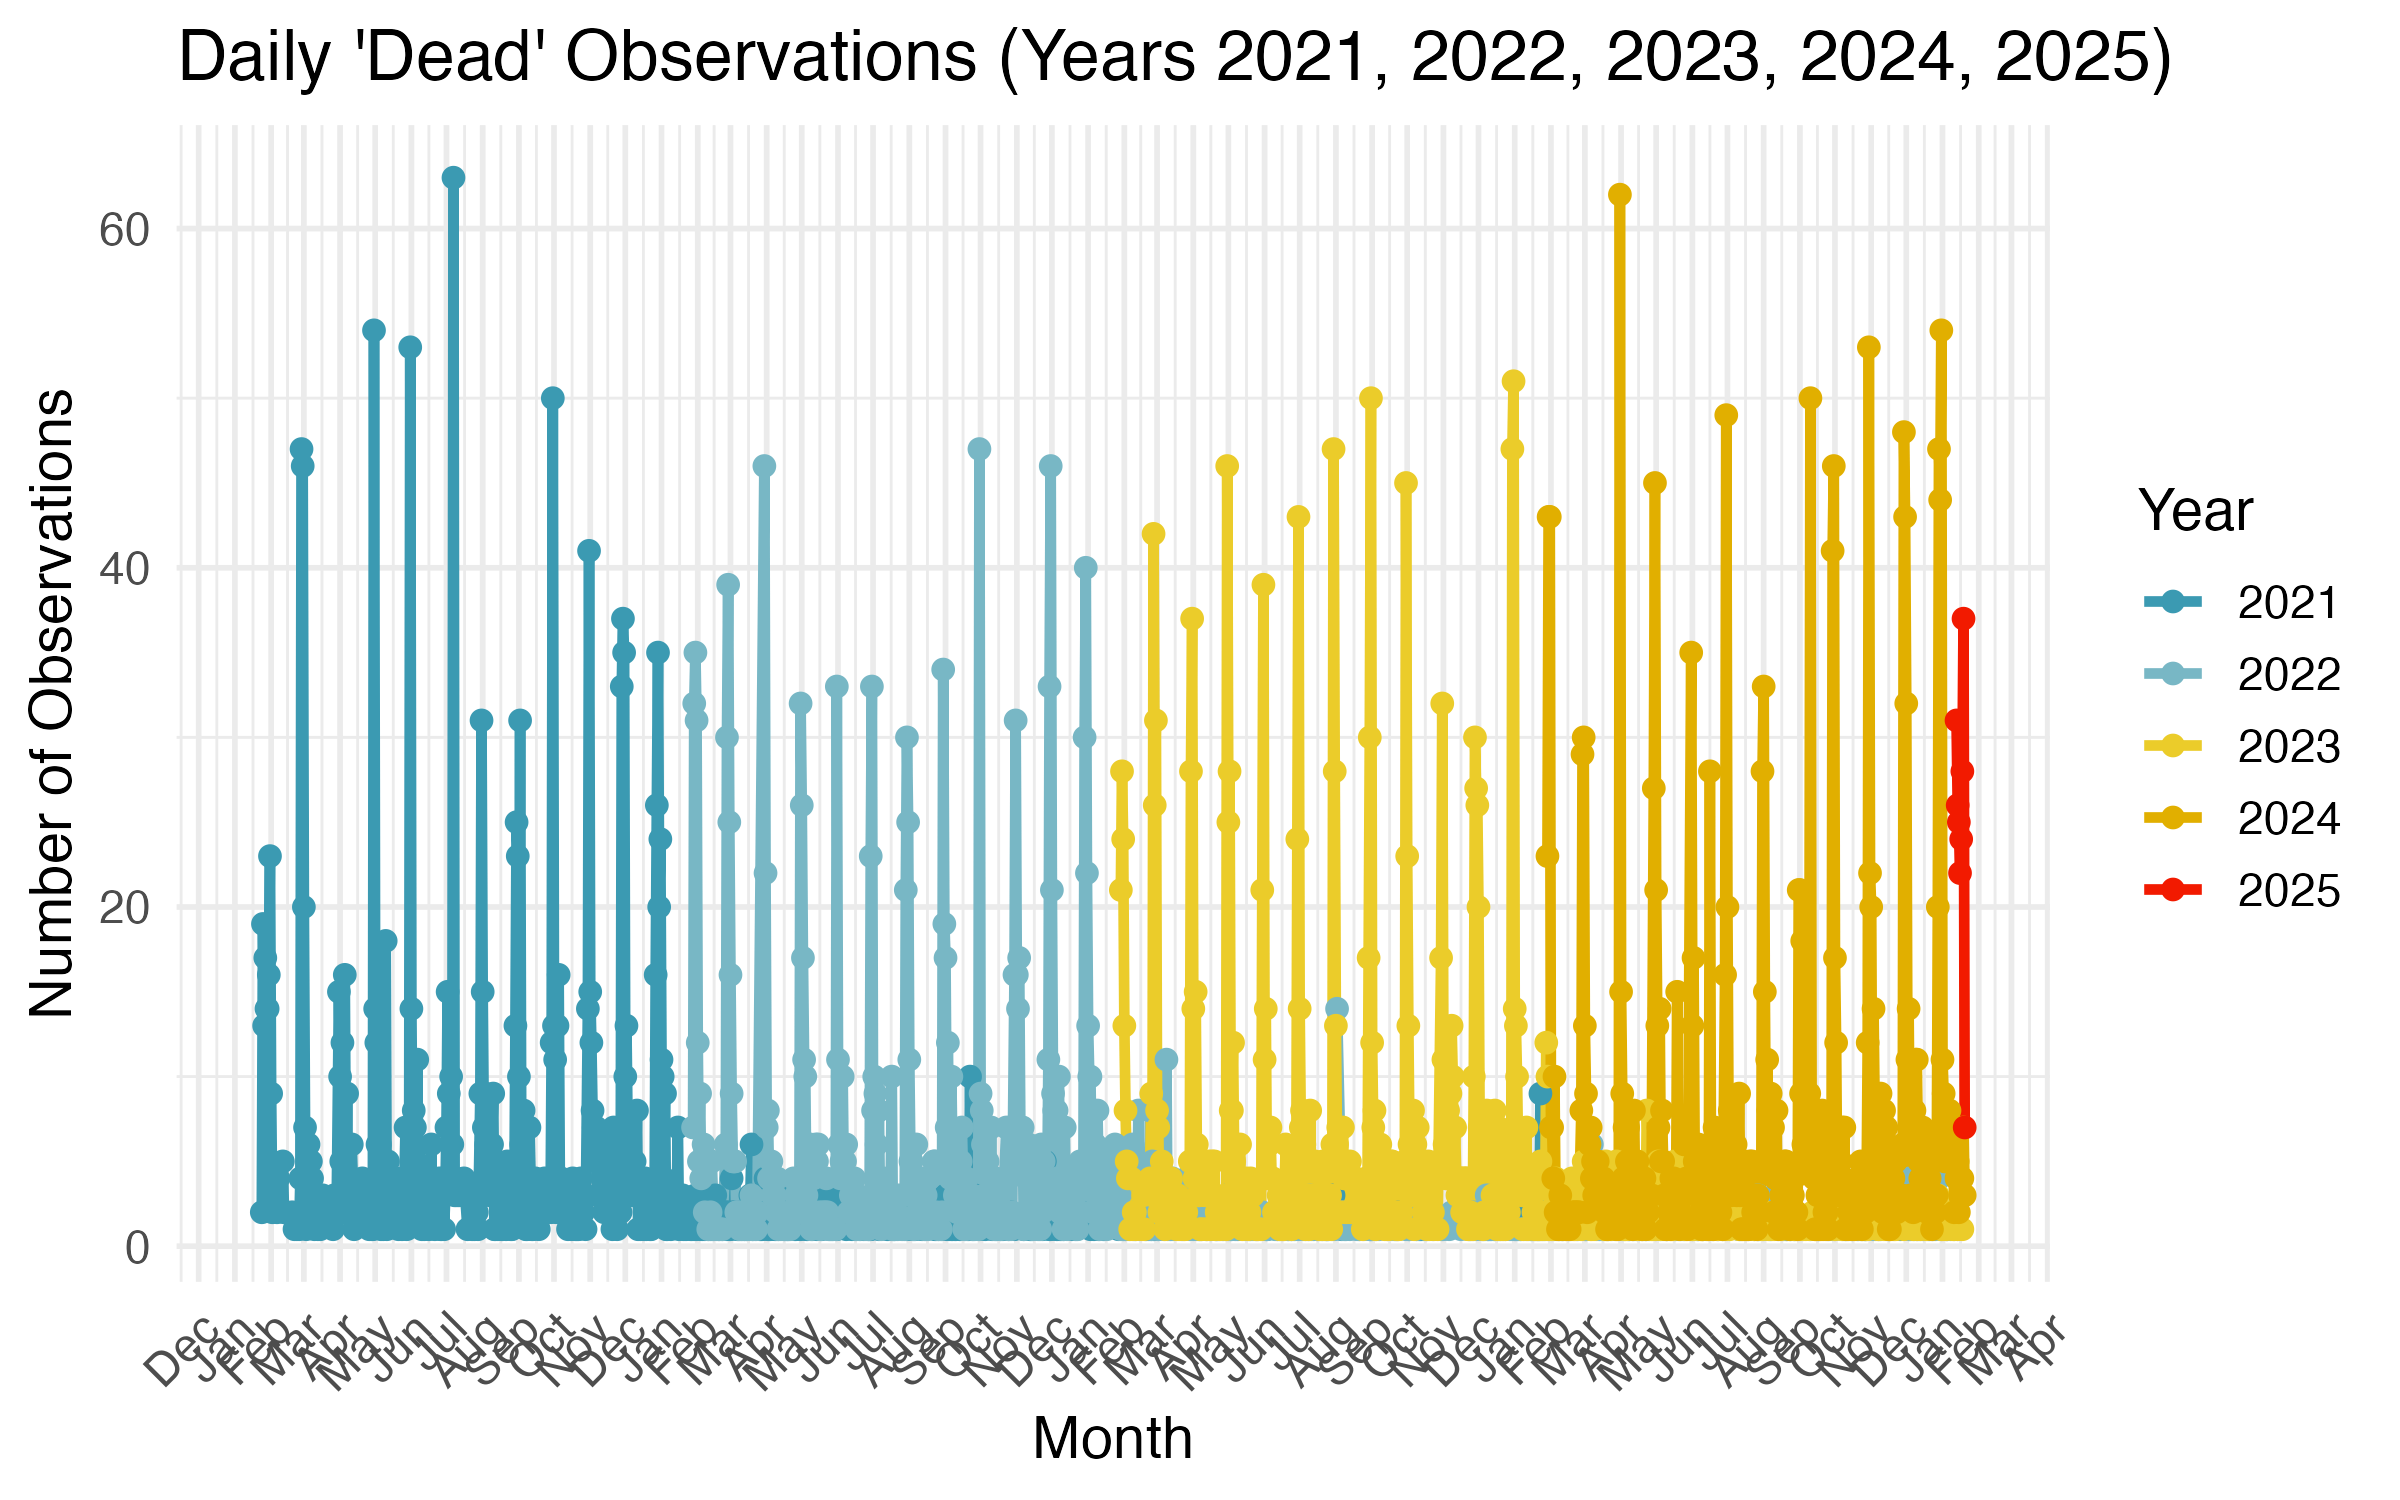 Daily 'Dead' Observations (Years 2021, 2022, 2023, 2024, 2025)
60
40
20
0
Number of Observations
Dec
Jan
Feb
Mar
Apr
May
Jun
Jul
Aug
Sep
Oct
Nov
Dec
Jan
Feb
Mar
Apr
May
Jun
Jul
Aug
Sep
Oct
Nov
Dec
Jan
Feb
Mar
Apr
May
Jun
Jul
Aug
Sep
Oct
Nov
Dec
Jan
Feb
Mar
Apr
May
Jun
Jul
Aug
Sep
Oct
Nov
Dec
Jan
Feb
Mar
Apr
Month
Year
2021
2022
2023
2024
2025